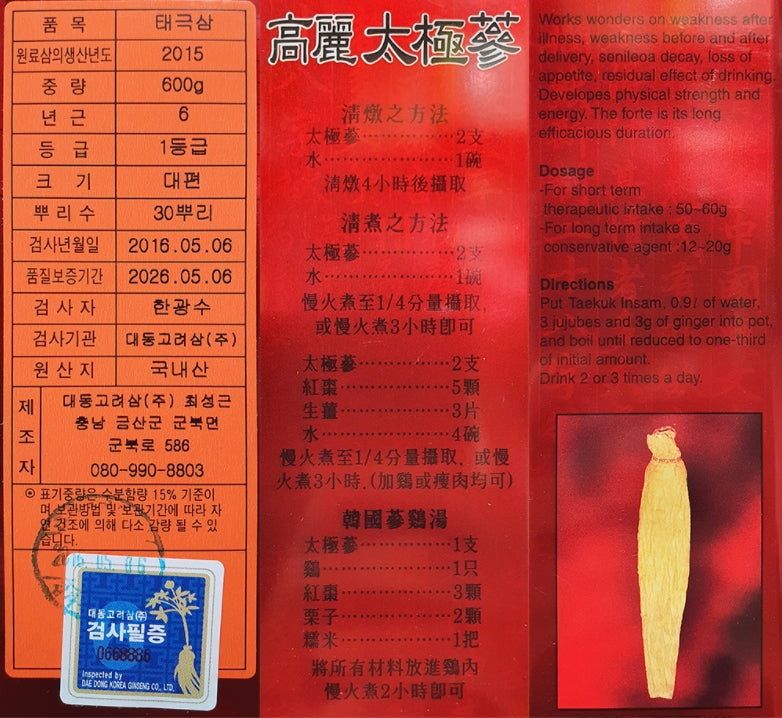 품 목 태극삼
원료삼의생산년도 2015
중 량 600g
년 근 6
등 급 1등급
크 기 대편
뿌 리 수 30뿌리
검사년월일 2016.05.06
품질보증기간 2026.05.06
검 사 자 한광수
검사기관 대동고려삼(주)
원 산 지 국내산
제조자
대동고려삼(주) 최성근
충남 금산군 군북면
군북로 586
080-990-8803
⊙ 표기중량은 수분함량 15% 기준이
며 보관방법 및 보관기간에 따라 자
연 건조에 의해 다소 감량 될 수 있
습니다.
대동고려삼(주)
검사필증
0668886
Inspected by
DAE DONG KOREA GINSENG CO., LTD.
高麗太極蔘
淸燉之方法
太極蔘⋯⋯⋯⋯2支
水⋯⋯⋯⋯1碗
淸燉4小時後攝取
淸煮之方法
太極蔘⋯⋯⋯⋯2支
水⋯⋯⋯⋯1碗
慢火煮至1/4分量攝取,
或慢火煮3小時卽可
太極蔘⋯⋯⋯⋯2支
紅棗⋯⋯⋯⋯5顆
生薑⋯⋯⋯⋯3片
水⋯⋯⋯⋯4碗
慢火煮至1/4分量攝取, 或慢
火煮3小時.(加鷄或瘦肉均可)
韓國蔘鷄湯
太極蔘⋯⋯⋯⋯1支
鷄⋯⋯⋯⋯1只
紅棗⋯⋯⋯⋯3顆
栗子⋯⋯⋯⋯2顆
糯米⋯⋯⋯⋯1把
將所有材料放進鷄內
慢火煮2小時卽可
Works wonders on weakness after
illness, weakness before and after
delivery, senileoa decay, loss of
appetite, residual effect of drinking.
Developes physical strength and
energy. The forte is its long
efficacious duration.
Dosage
-For short term
therapeutic intake : 50~60g
-For long term intake as
conservative agent :12~20g
Directions
Put Taekuk Insam, 0.9l of water,
3 jujubes and 3g of ginger into pot,
and boil until reduced to one-third
of initial amount.
Drink 2 or 3 times a day.